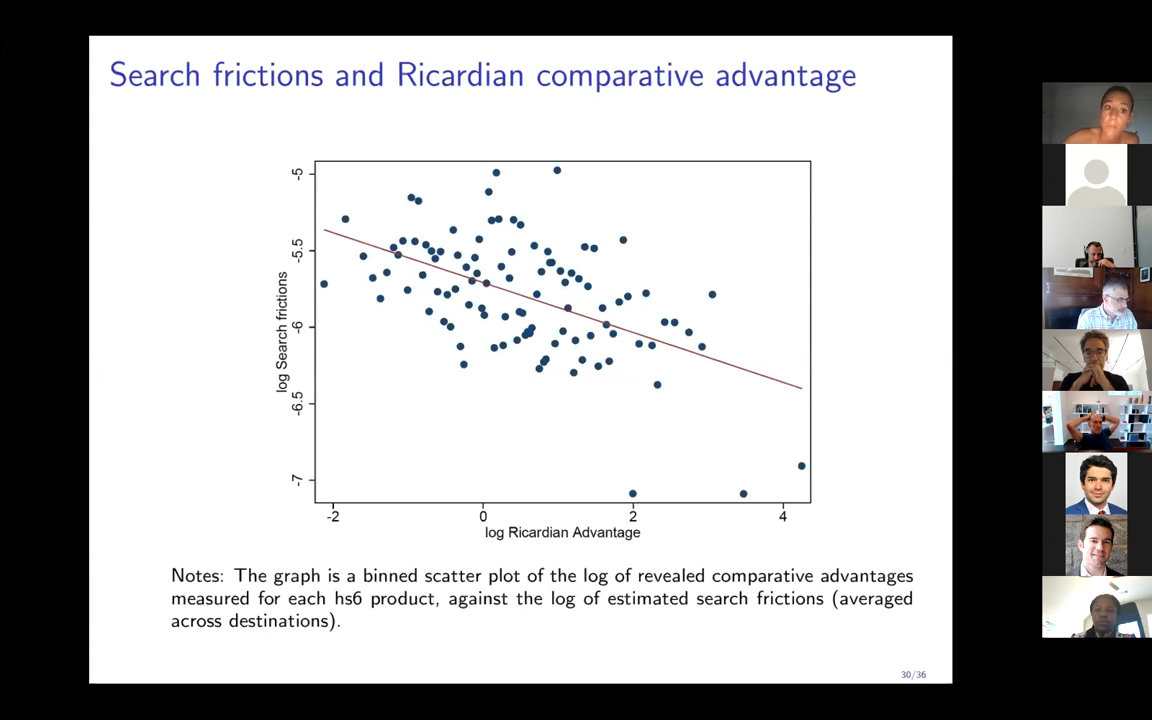 Search frictions and Ricardian comparative advantage
-5
-5.5
-6
-6.5
-7
log Search frictions
-2 0 2 4
log Ricardian Advantage
Notes: The graph is a binned scatter plot of the log of revealed comparative advantages
measured for each hs6 product, against the log of estimated search frictions (averaged
across destinations).
30/36